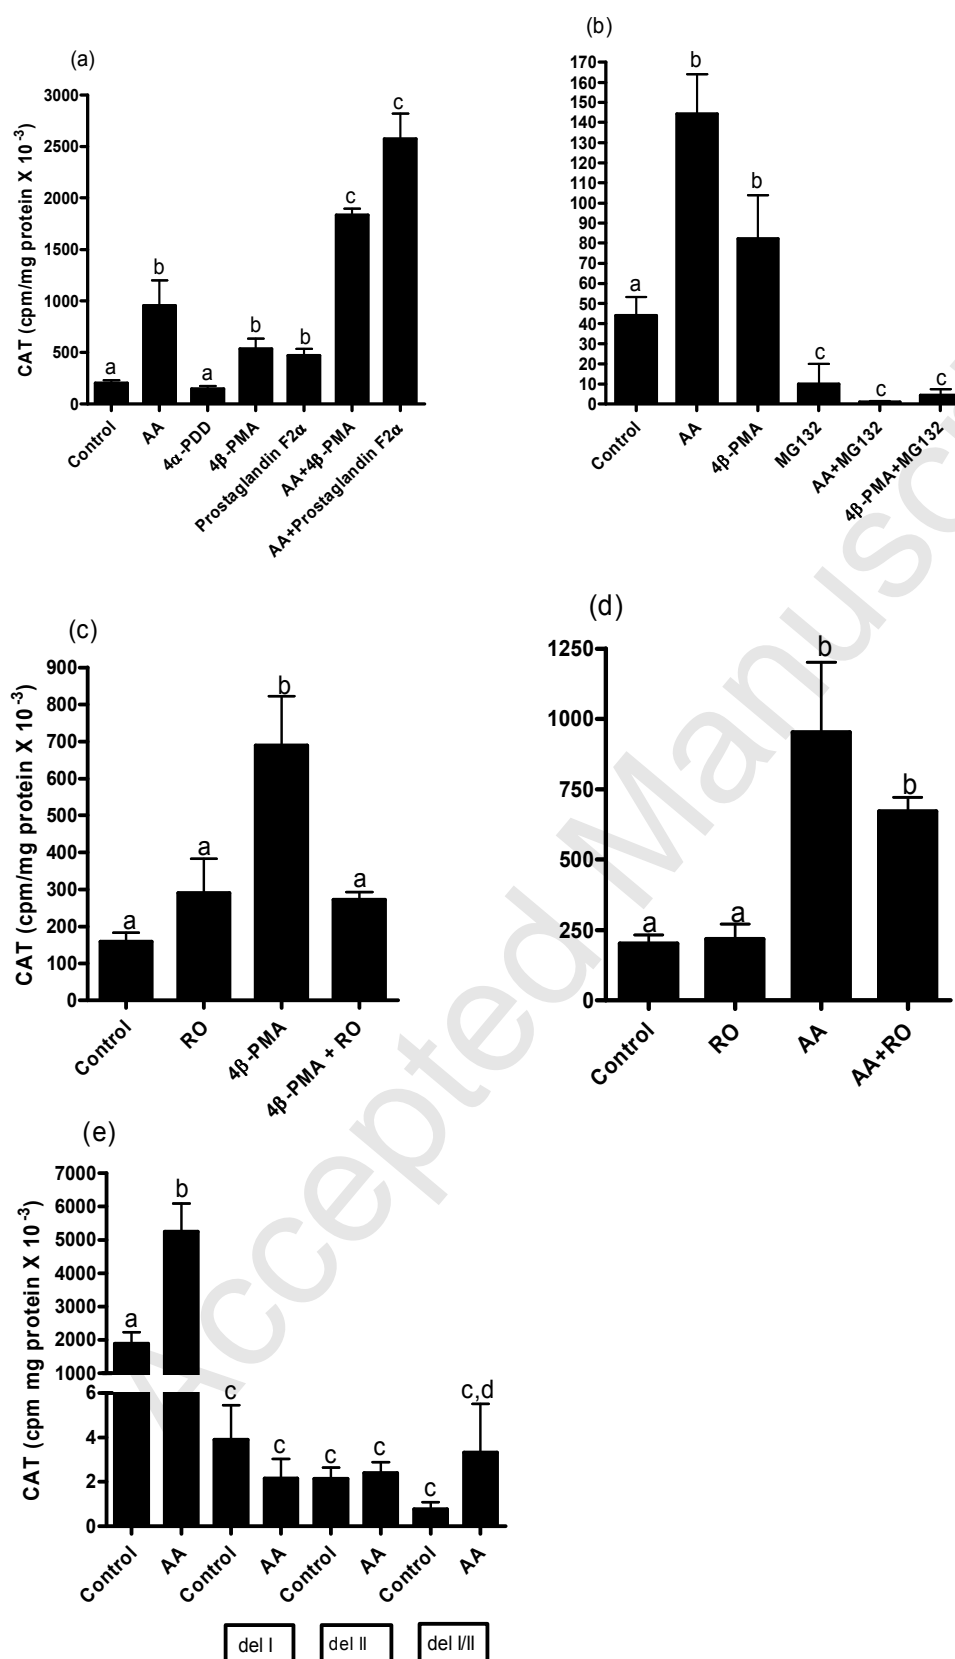 (a)
CAT (cpm/mg protein X 10⁻³)
3000
2500
2000
1500
1000
500
0
a
b
a
b
b
c
c
Control
AA
4α-PDD
4β-PMA
Prostaglandin F2α
AA+4β-PMA
AA+Prostaglandin F2α
(b)
170
160
150
140
130
120
110
100
90
80
70
60
50
40
30
20
10
0
a
b
b
c
c
c
Control
AA
4β-PMA
MG132
AA+MG132
4β-PMA+MG132
(c)
CAT (cpm/mg protein X 10⁻³)
900
800
700
600
500
400
300
200
100
0
a
a
b
a
Control
RO
4β-PMA
4β-PMA + RO
(d)
1250
1000
750
500
250
0
a
a
b
b
Control
RO
AA
AA+RO
(e)
CAT (cpm mg protein X 10⁻³)
7000
6000
5000
4000
3000
2000
1000
6
4
2
0
a
b
c
c
c
c
c
c,d
Control
AA
Control
AA
Control
AA
Control
AA
del I
del II
del I/II
Accepted Manuscri